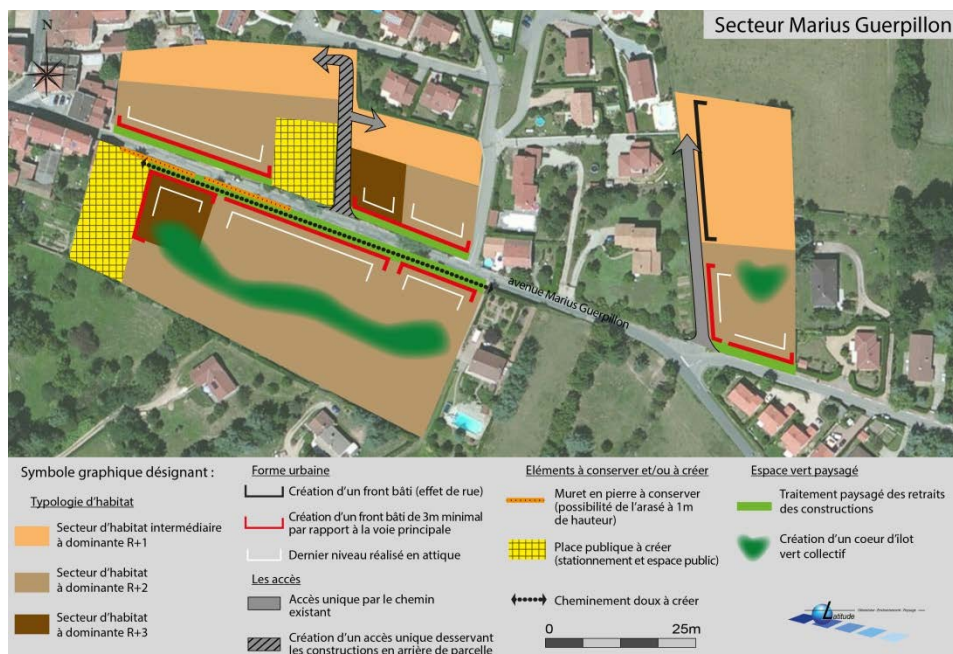 Secteur Marius Guerpillon
N
avenue Marius Guerpillon
Symbole graphique désignant :
Typologie d'habitat
Secteur d'habitat intermédiaire
à dominante R+1
Secteur d'habitat
à dominante R+2
Secteur d'habitat
à dominante R+3
Forme urbaine
Création d'un front bâti (effet de rue)
Création d'un front bâti de 3m minimal
par rapport à la voie principale
Dernier niveau réalisé en attique
Les accès
Accès unique par le chemin
existant
Création d'un accès unique desservant
les constructions en arrière de parcelle
Eléments à conserver et/ou à créer
Muret en pierre à conserver
(possibilité de l'arasé à 1m
de hauteur)
Place publique à créer
(stationnement et espace public)
Cheminement doux à créer
0 25m
Espace vert paysagé
Traitement paysagé des retraits
des constructions
Création d'un coeur d'ilot
vert collectif
Latitude